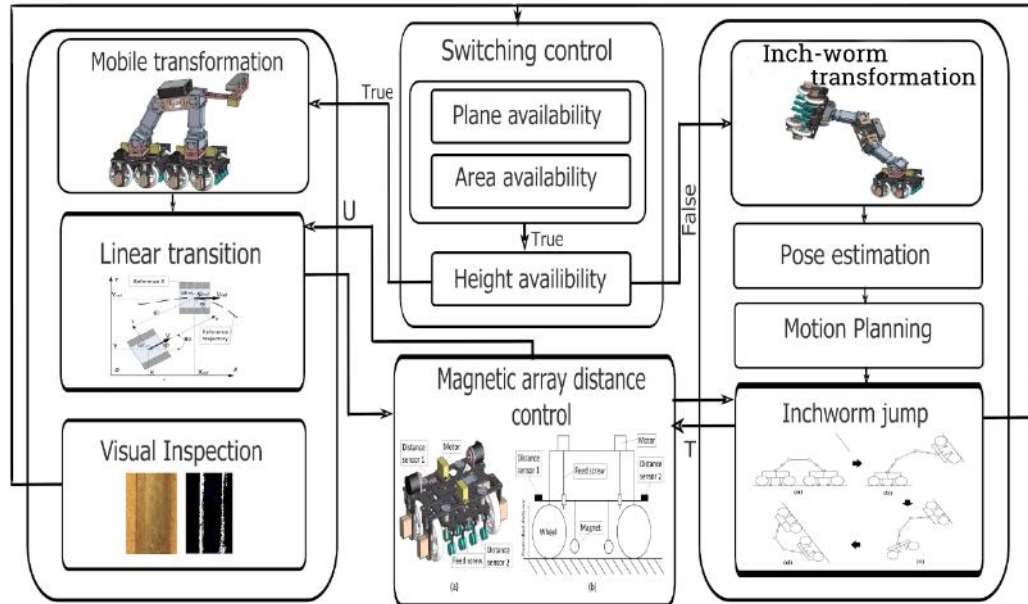 Mobile transformation
Switching control
Plane availability
Area availability
True
Height availibility
True
False
Inch-worm
transformation
Pose estimation
Motion Planning
Inchworm jump
(a)
(b)
(c)
(d)
U
T
Linear transition
Reference X
Reference
trajectory
Visual Inspection
Magnetic array distance
control
Distance
sensor 1
Motor
Feed screw
Distance
sensor 2
(a)
Motor
Distance
sensor 1
Distance
sensor 2
Feed screw
Wheel
Magnet
(b)